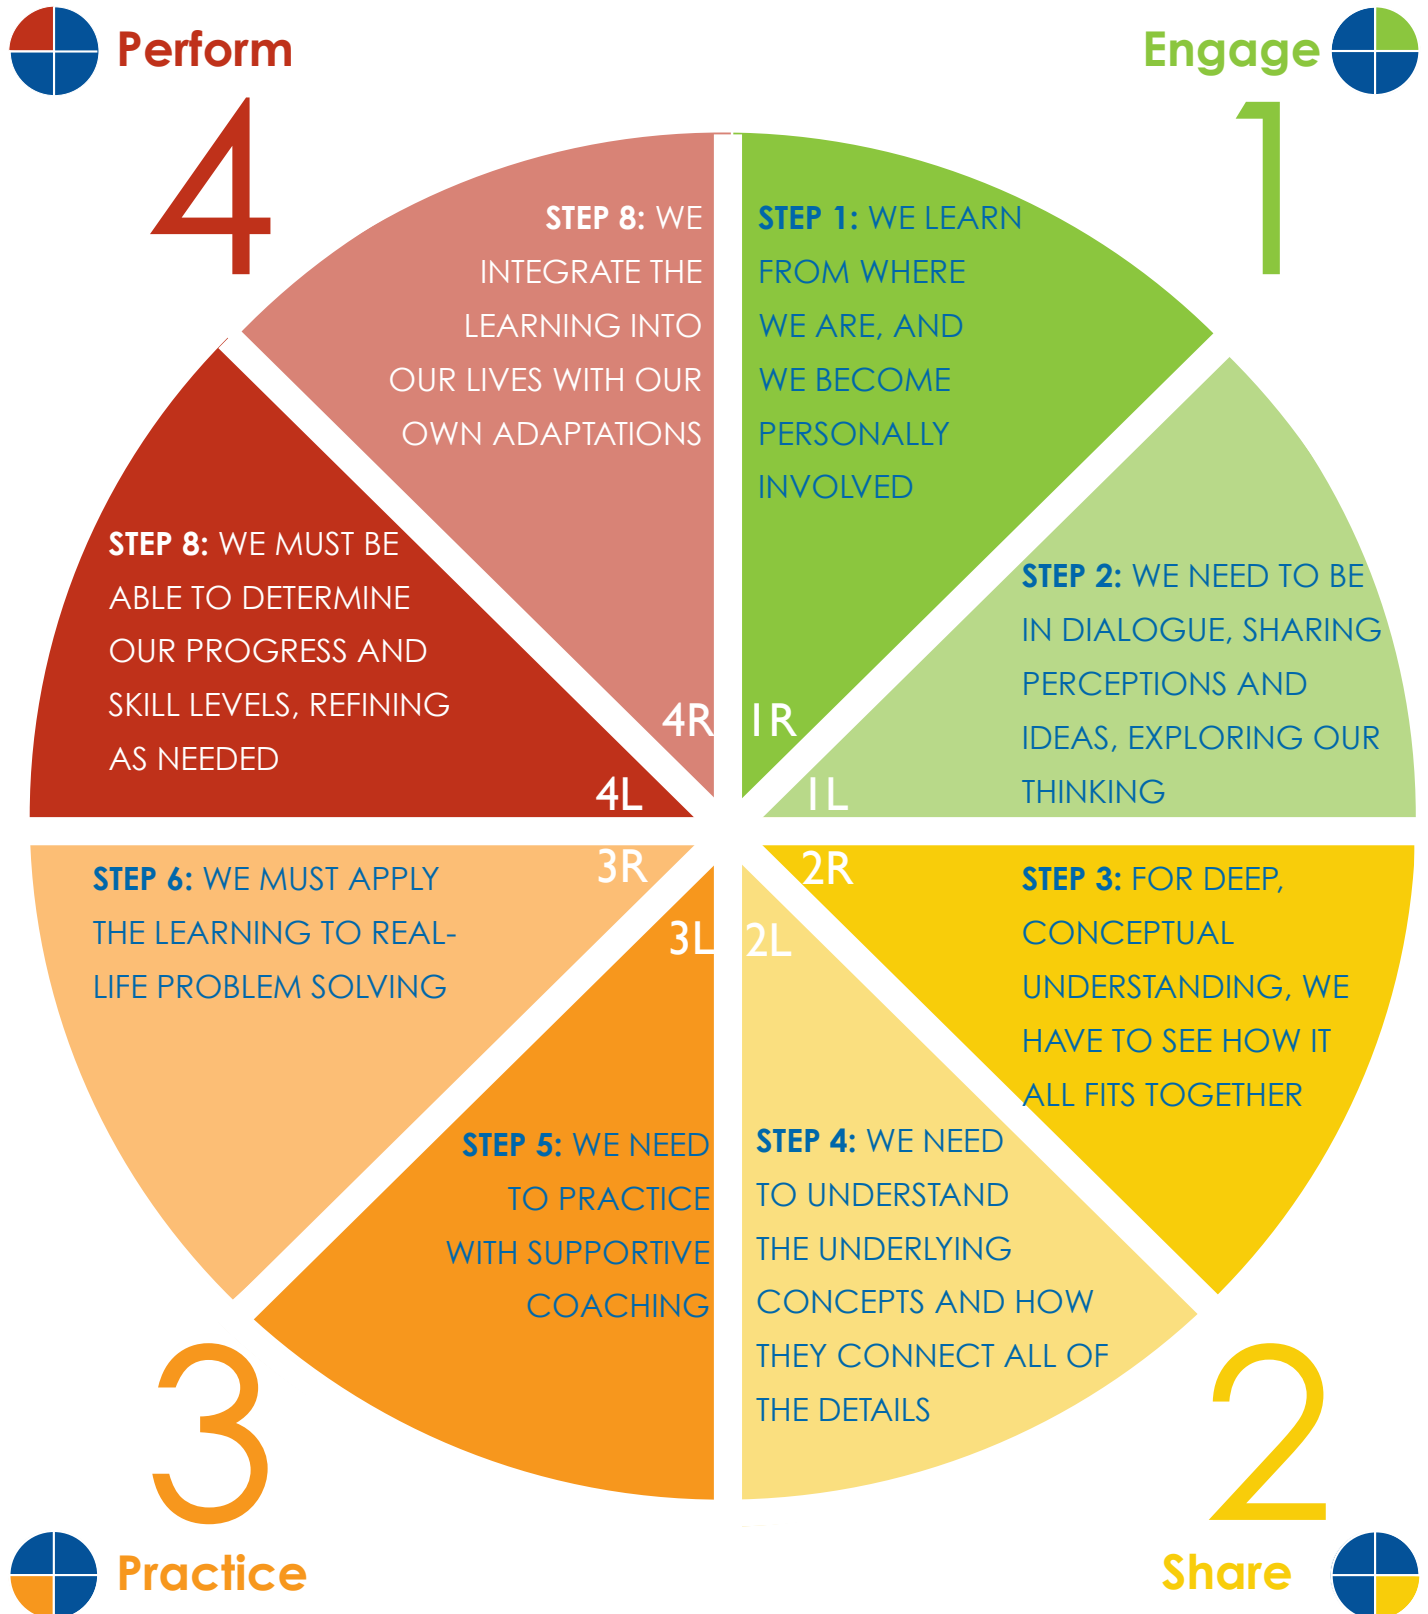 Perform
4
Engage
1
STEP 1: WE LEARN
FROM WHERE
WE ARE, AND
WE BECOME
PERSONALLY
INVOLVED
1R
STEP 2: WE NEED TO BE
IN DIALOGUE, SHARING
PERCEPTIONS AND
IDEAS, EXPLORING OUR
THINKING
1L
2R
STEP 3: FOR DEEP,
CONCEPTUAL
UNDERSTANDING, WE
HAVE TO SEE HOW IT
ALL FITS TOGETHER
2L
STEP 4: WE NEED
TO UNDERSTAND
THE UNDERLYING
CONCEPTS AND HOW
THEY CONNECT ALL OF
THE DETAILS
3L
STEP 5: WE NEED
TO PRACTICE
WITH SUPPORTIVE
COACHING
3R
STEP 6: WE MUST APPLY
THE LEARNING TO REAL-
LIFE PROBLEM SOLVING
STEP 8: WE MUST BE
ABLE TO DETERMINE
OUR PROGRESS AND
SKILL LEVELS, REFINING
AS NEEDED
4L
STEP 8: WE
INTEGRATE THE
LEARNING INTO
OUR LIVES WITH OUR
OWN ADAPTATIONS
4R
3
Practice
2
Share